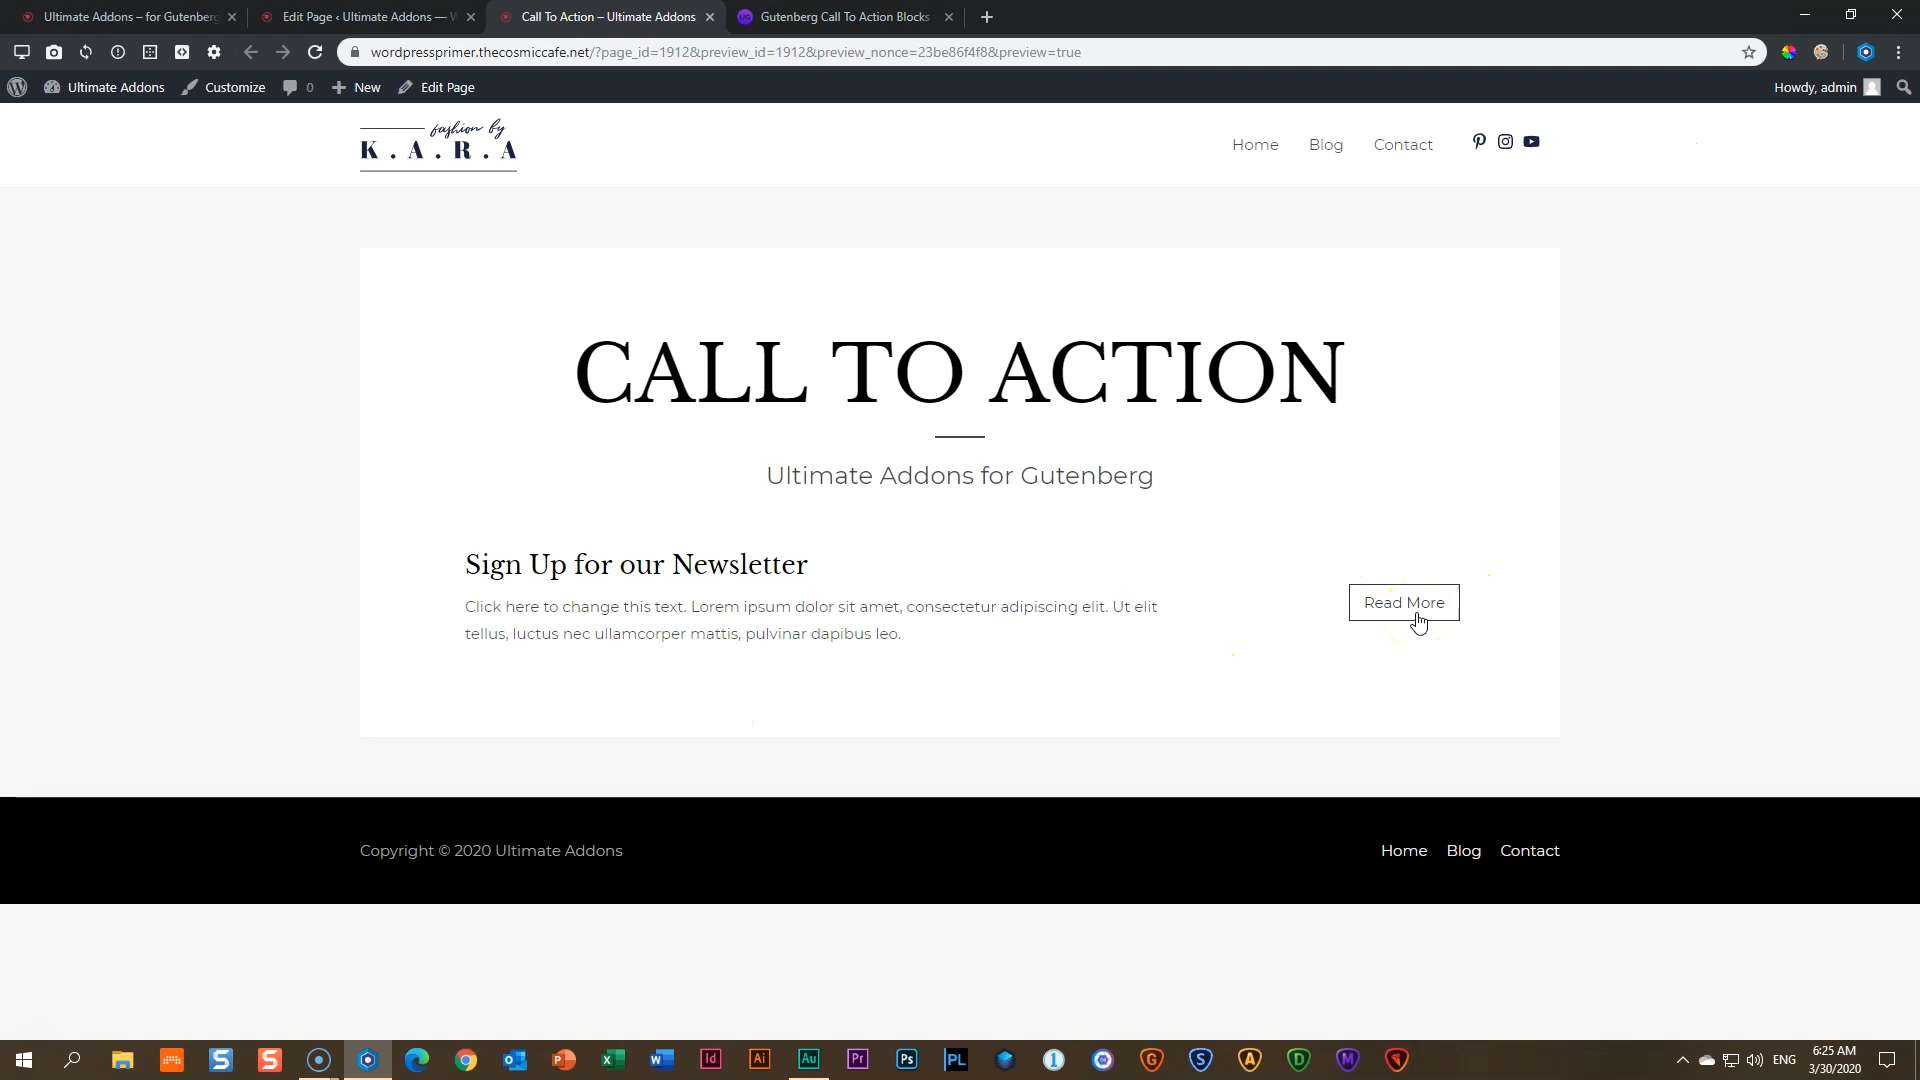 Ultimate Addons – for Gutenberg
Edit Page ‹ Ultimate Addons — W
Call To Action – Ultimate Addons
Gutenberg Call To Action Blocks
wordpressprimer.thecosmiccafe.net/?page_id=1912&preview_id=1912&preview_nonce=23be86f4f8&preview=true
Ultimate Addons
Customize
0
New
Edit Page
Howdy, admin
fashion by
K . A . R . A
Home
Blog
Contact
CALL TO ACTION
Ultimate Addons for Gutenberg
Sign Up for our Newsletter
Click here to change this text. Lorem ipsum dolor sit amet, consectetur adipiscing elit. Ut elit
tellus, luctus nec ullamcorper mattis, pulvinar dapibus leo.
Read More
Copyright © 2020 Ultimate Addons
Home
Blog
Contact
ENG
6:25 AM
3/30/2020